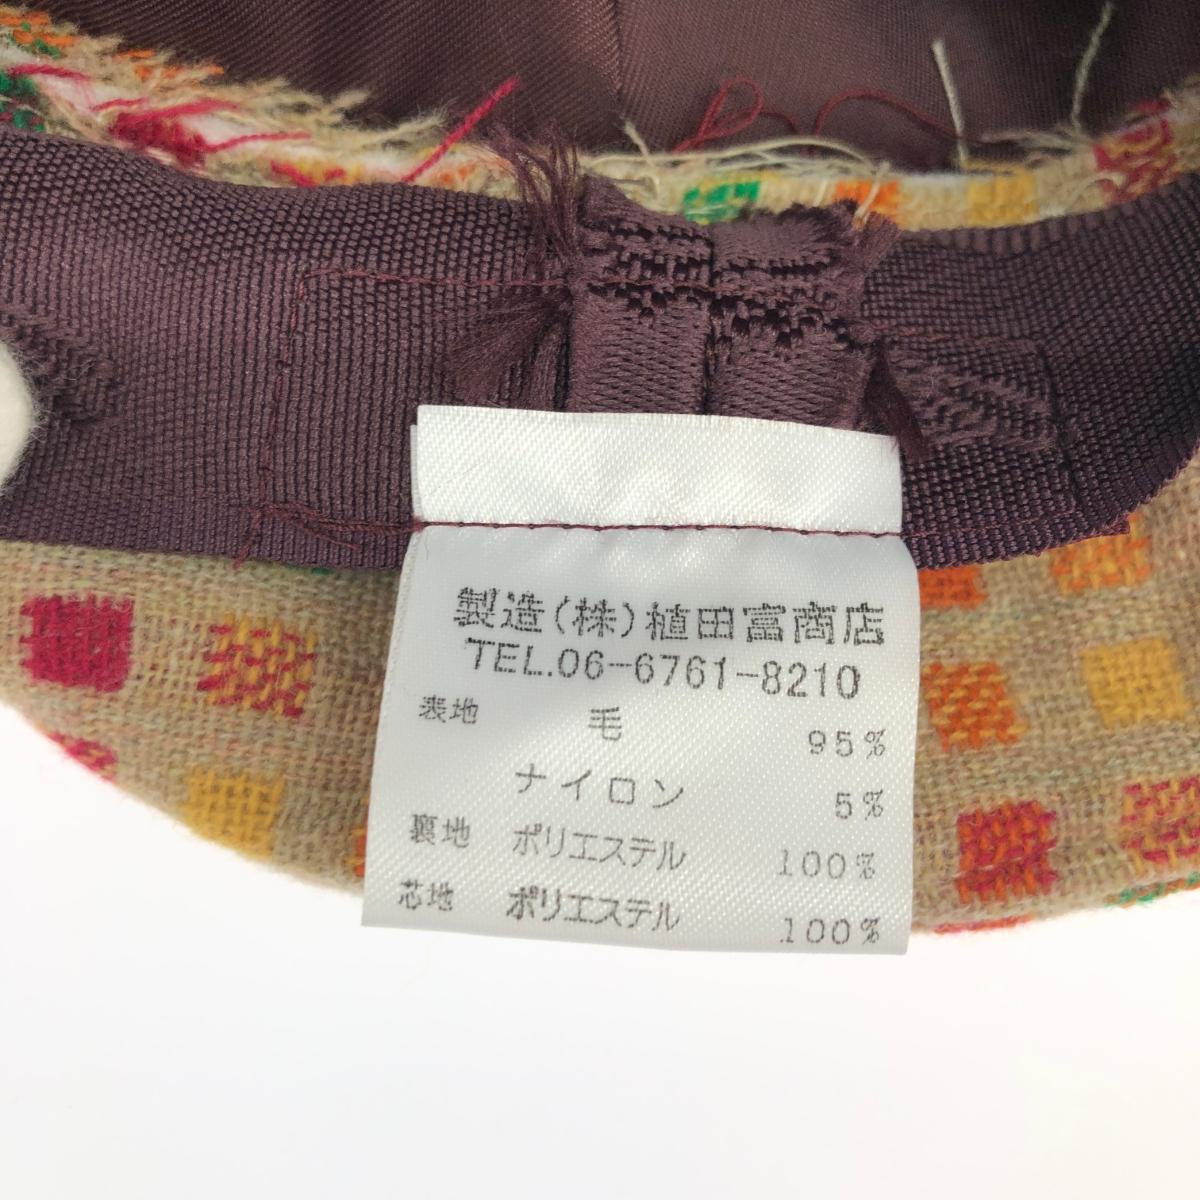 製造(株)植田富商店
TEL.06-6761-8210
表地 毛 95%
ナイロン 5%
裏地 ポリエステル 100%
芯地 ポリエステル 100%